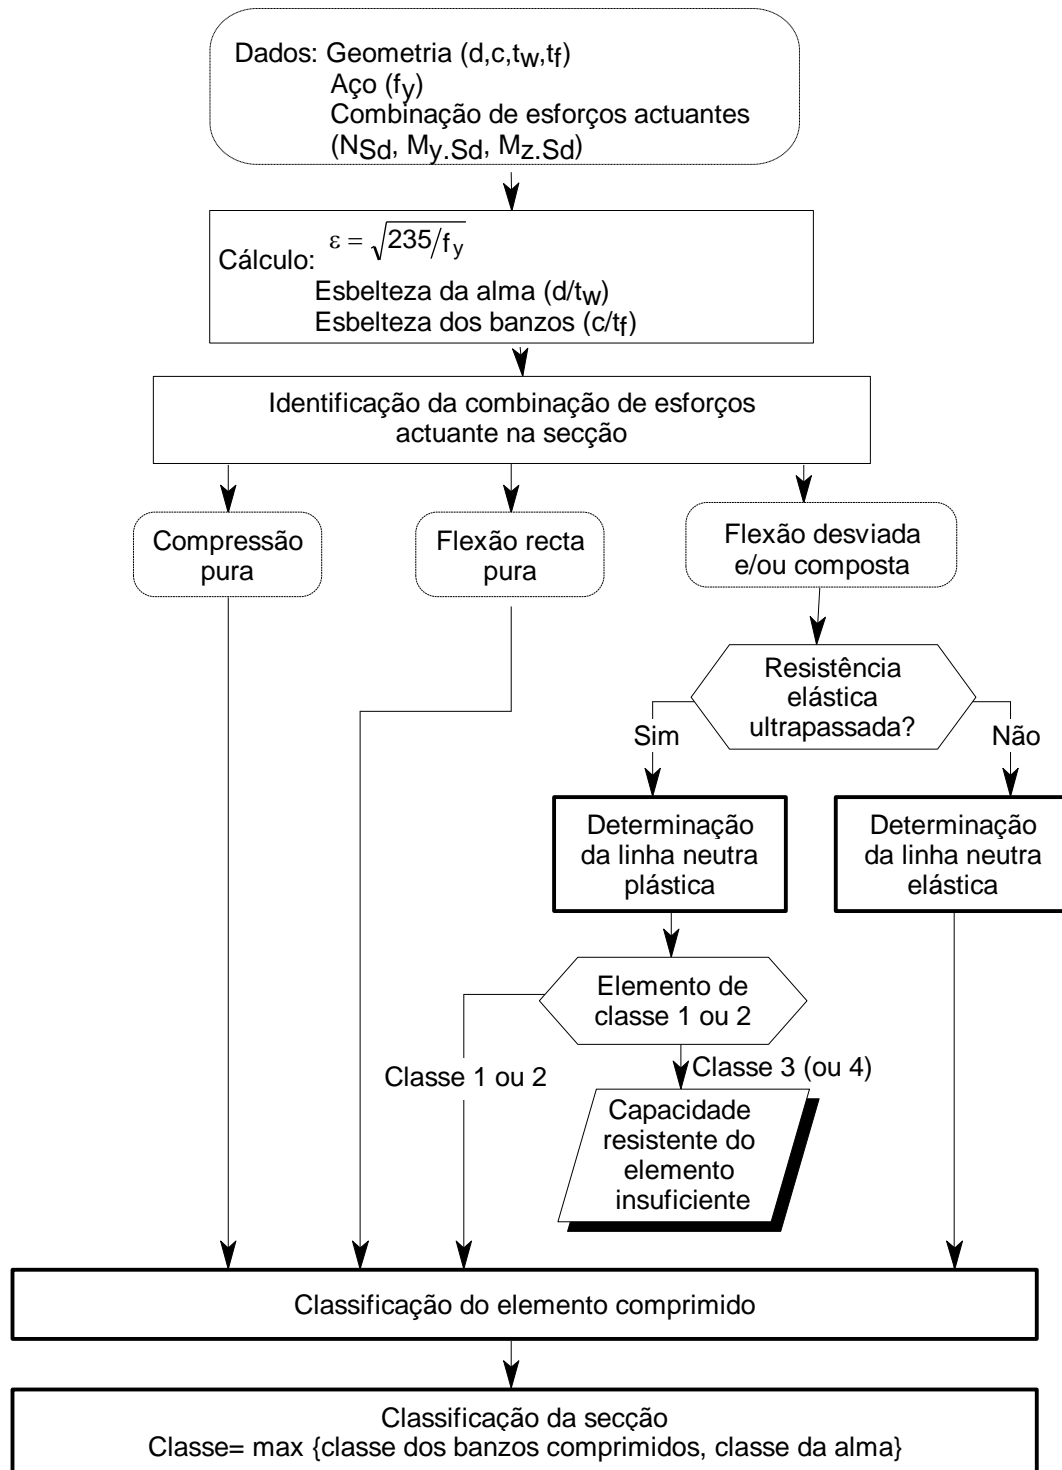 Dados: Geometria (d,c,tw,tf)
Aço (fy)
Combinação de esforços actuantes
(NSd, My.Sd, Mz.Sd)
ε = √235/fy
Cálculo:
Esbelteza da alma (d/tw)
Esbelteza dos banzos (c/tf)
Identificação da combinação de esforços
actuante na secção
Compressão
pura
Flexão recta
pura
Flexão desviada
e/ou composta
Resistência
elástica
ultrapassada?
Sim
Não
Determinação
da linha neutra
plástica
Determinação
da linha neutra
elástica
Elemento de
classe 1 ou 2
Classe 1 ou 2
Classe 3 (ou 4)
Capacidade
resistente do
elemento
insuficiente
Classificação do elemento comprimido
Classificação da secção
Classe= max {classe dos banzos comprimidos, classe da alma}